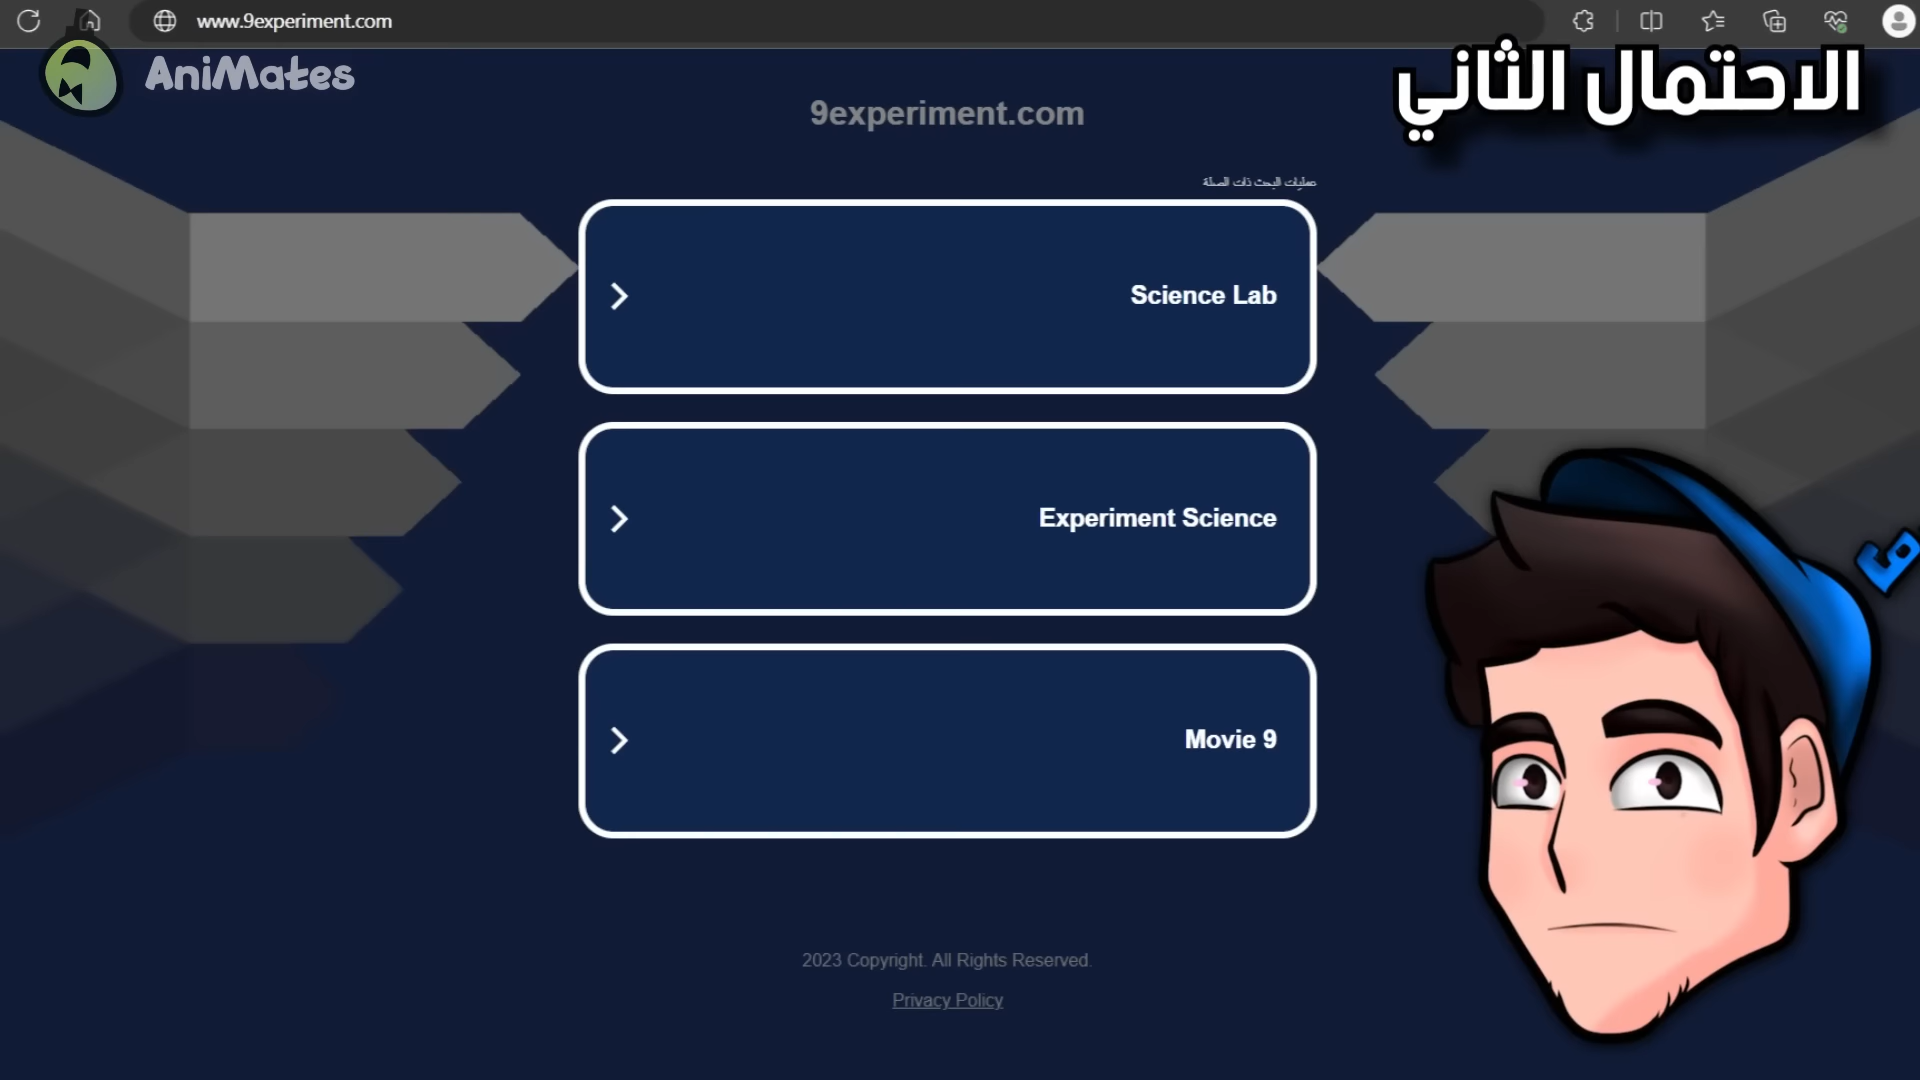 www.9experiment.com
AniMates
الاحتمال الثاني
9experiment.com
عمليات البحث ذات الصلة
Science Lab
Experiment Science
Movie 9
2023 Copyright. All Rights Reserved.
Privacy Policy